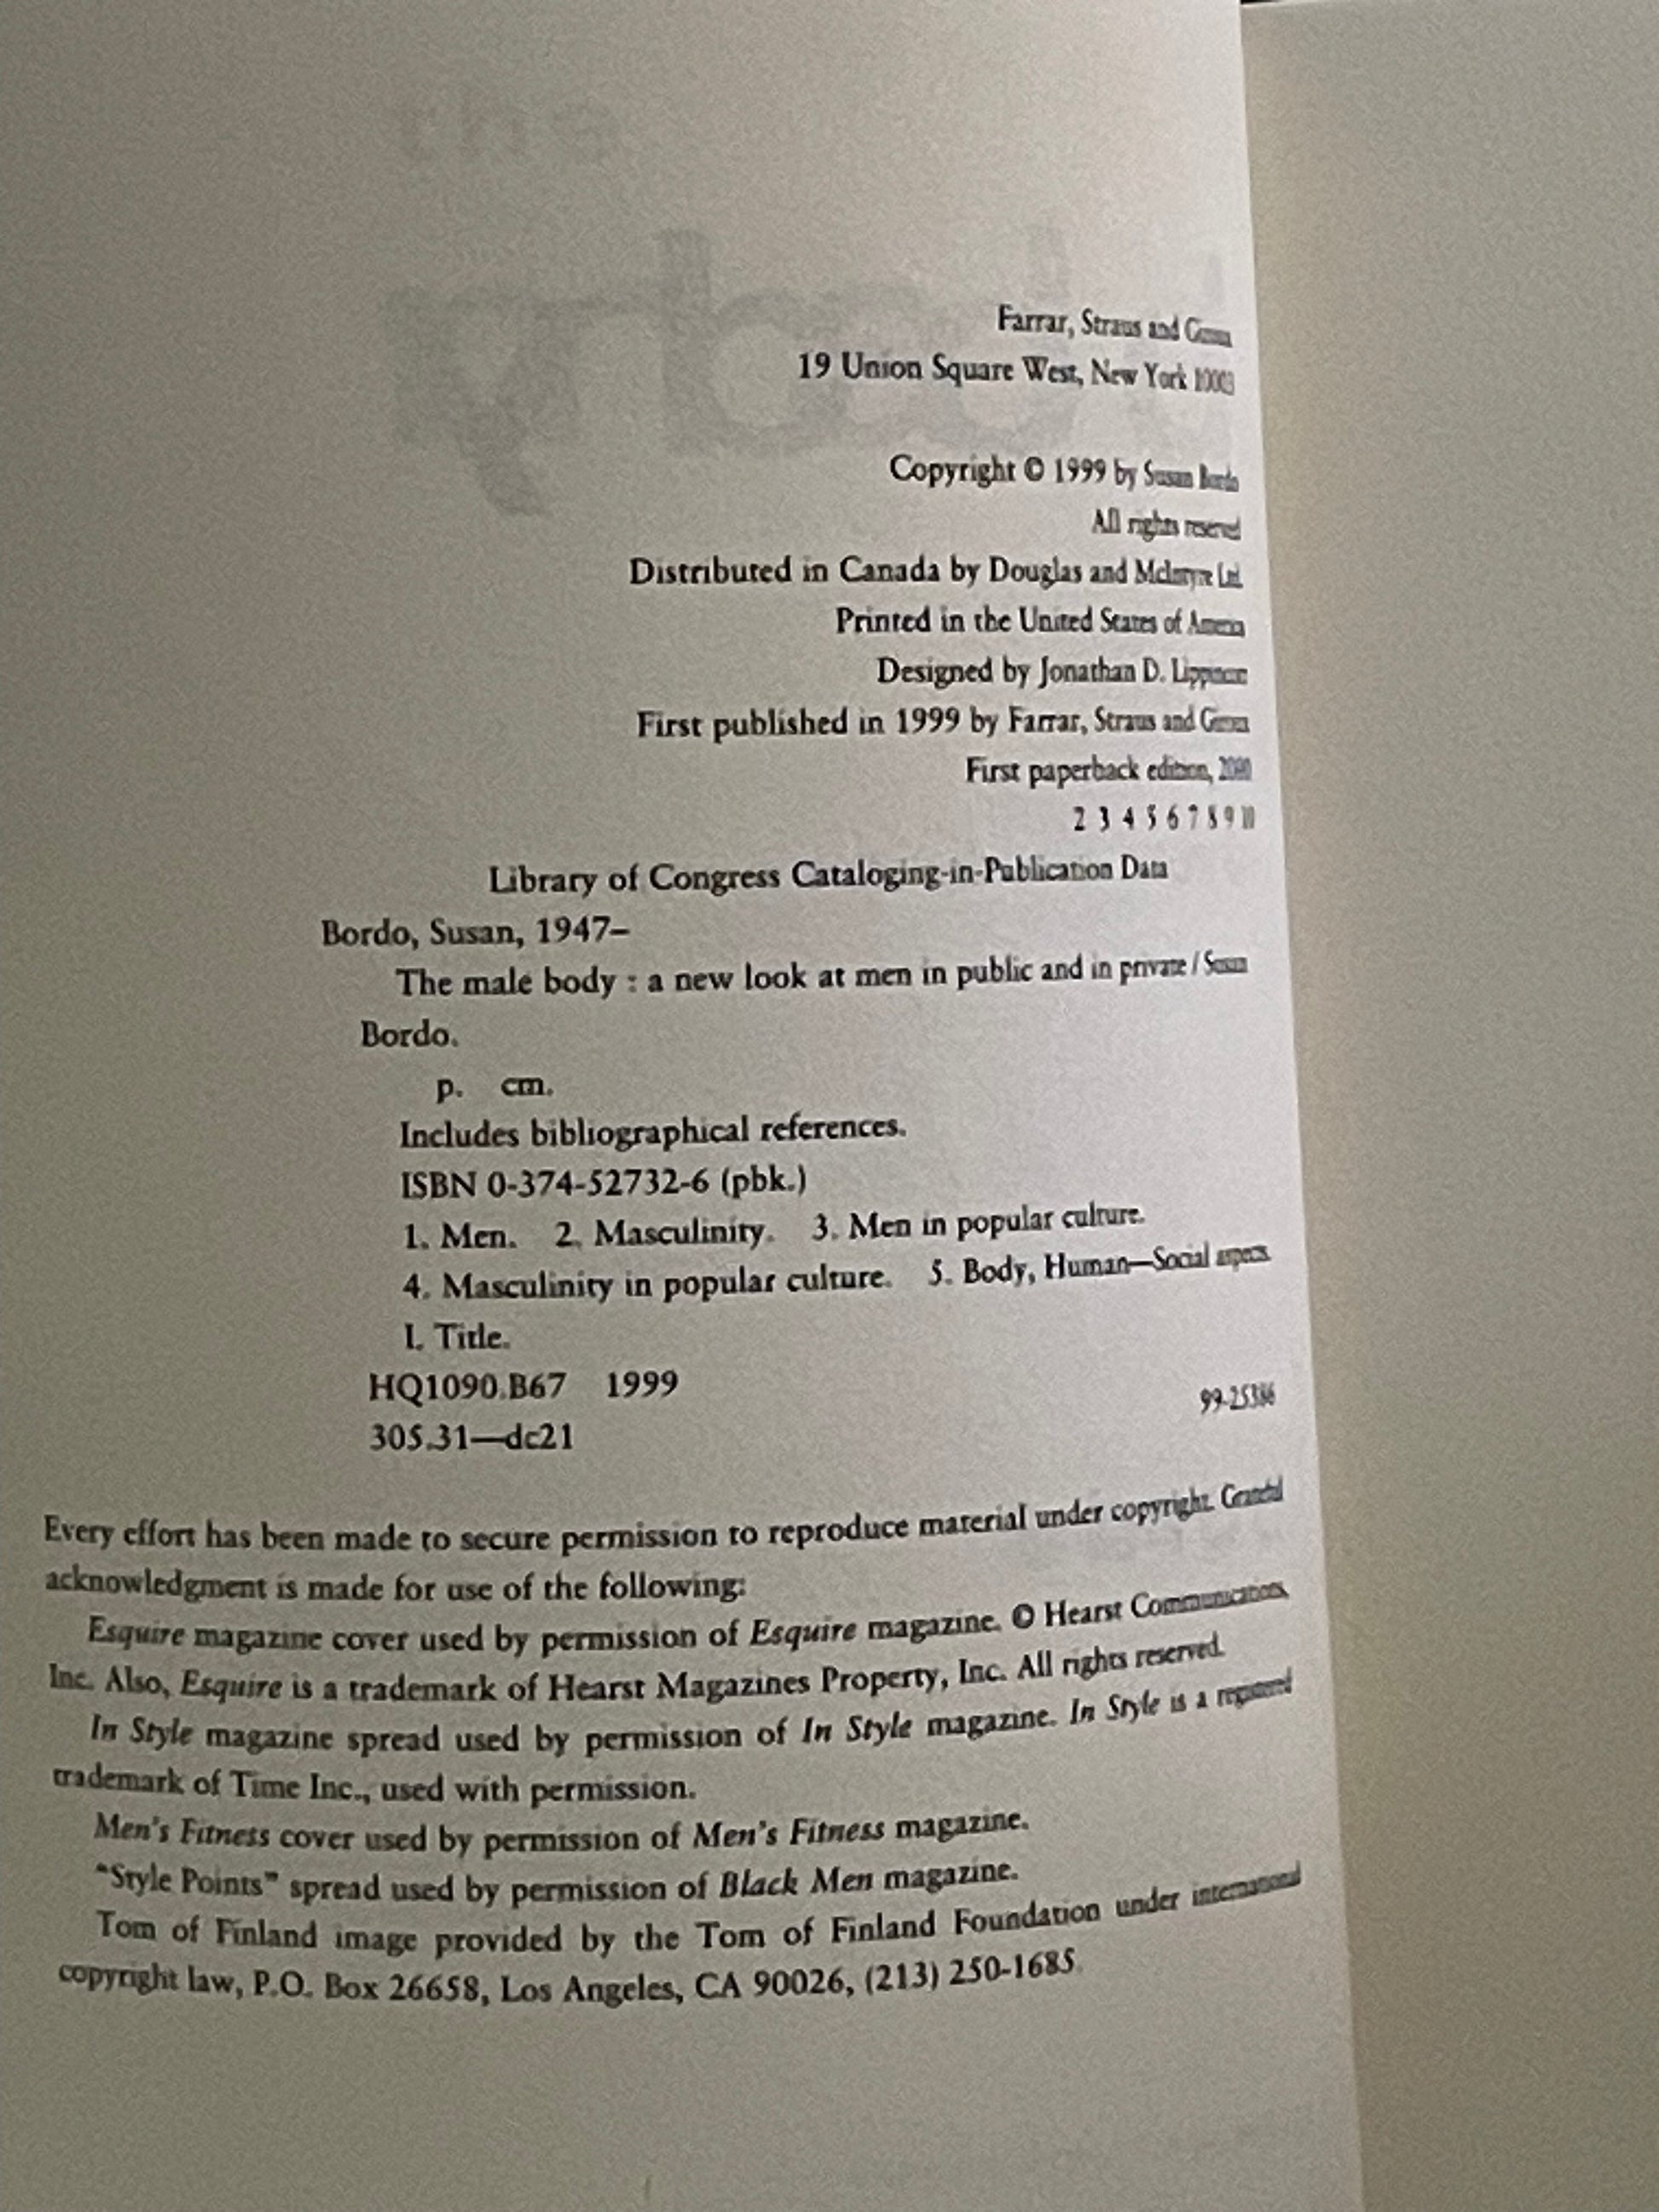 Farrar, Straus and Giroux
19 Union Square West, New York 10003
Copyright © 1999 by Susan Bordo
All rights reserved
Distributed in Canada by Douglas and McIntyre Ltd.
Printed in the United States of America
Designed by Jonathan D. Lippincott
First published in 1999 by Farrar, Straus and Giroux
First paperback edition, 2000
2 3 4 5 6 7 8 9 10
Library of Congress Cataloging-in-Publication Data
Bordo, Susan, 1947–
The male body : a new look at men in public and in private / Susan
Bordo.
p. cm.
Includes bibliographical references.
ISBN 0-374-52732-6 (pbk.)
1. Men. 2. Masculinity. 3. Men in popular culture.
4. Masculinity in popular culture. 5. Body, Human—Social aspects.
I. Title.
HQ1090.B67 1999
99-25386
305.31—dc21
Every effort has been made to secure permission to reproduce material under copyright. Grateful
acknowledgment is made for use of the following:
Esquire magazine cover used by permission of Esquire magazine. © Hearst Communications,
Inc. Also, Esquire is a trademark of Hearst Magazines Property, Inc. All rights reserved.
In Style magazine spread used by permission of In Style magazine. In Style is a registered
trademark of Time Inc., used with permission.
Men's Fitness cover used by permission of Men's Fitness magazine.
"Style Points" spread used by permission of Black Men magazine.
Tom of Finland image provided by the Tom of Finland Foundation under international
copyright law, P.O. Box 26658, Los Angeles, CA 90026, (213) 250-1685.